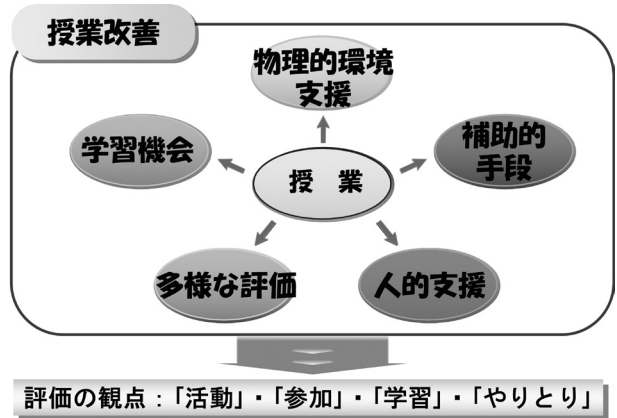 授業改善
物理的環境
支援
学習機会
補助的
手段
授　業
多様な評価
人的支援
評価の観点：「活動」・「参加」・「学習」・「やりとり」